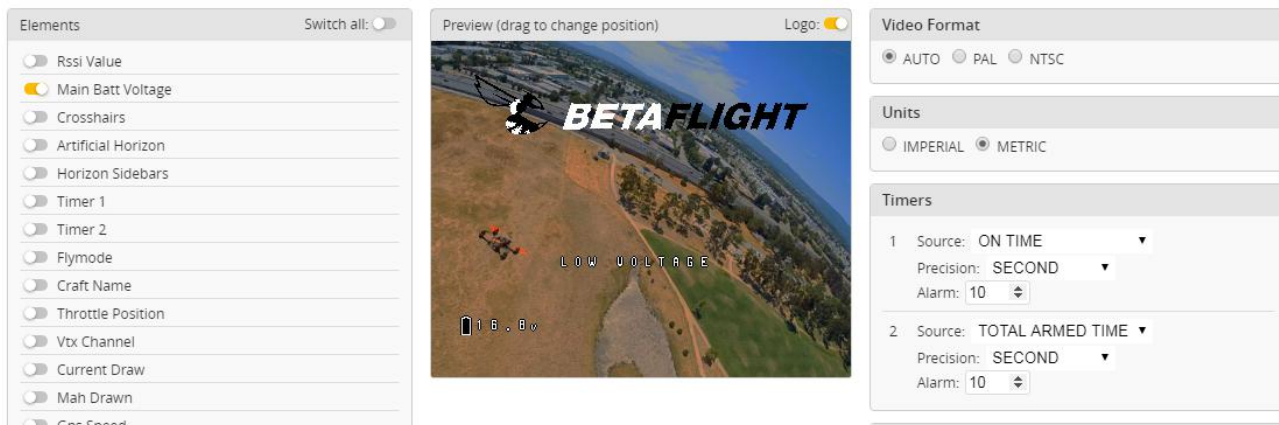 Elements Switch all:
Rssi Value
Main Batt Voltage
Crosshairs
Artificial Horizon
Horizon Sidebars
Timer 1
Timer 2
Flymode
Craft Name
Throttle Position
Vtx Channel
Current Draw
Mah Drawn
Gps Speed
Preview (drag to change position) Logo:
BETAFLIGHT
LOW VOLTAGE
16.8v
Video Format
AUTO PAL NTSC
Units
IMPERIAL METRIC
Timers
1 Source: ON TIME
Precision: SECOND
Alarm: 10
2 Source: TOTAL ARMED TIME
Precision: SECOND
Alarm: 10